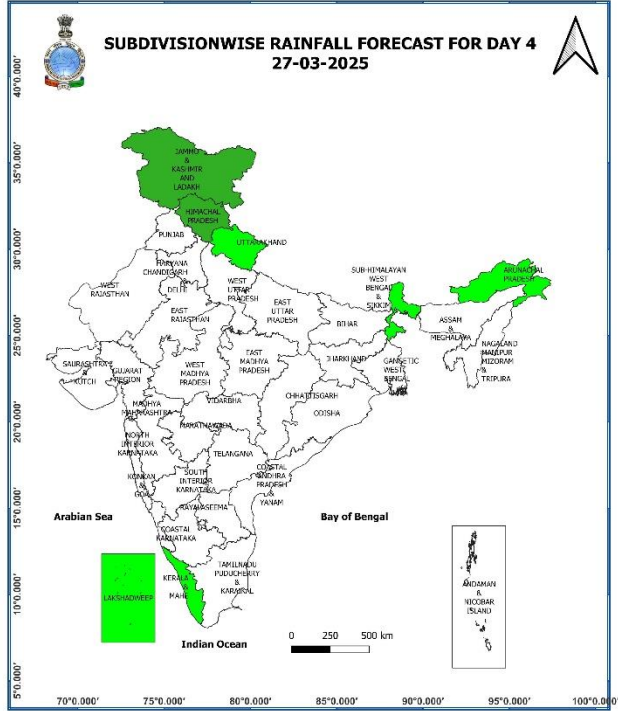 SUBDIVISIONWISE RAINFALL FORECAST FOR DAY 4
27-03-2025
40°0.000'
35°0.000'
30°0.000'
25°0.000'
20°0.000'
15°0.000'
10°0.000'
5°0.000'
JAMMU
&
KASHMIR
AND
LADAKH
HIMACHAL
PRADESH
PUNJAB
UTTARAKHAND
HARYANA
CHANDIGARH
&
DELHI
WEST
RAJASTHAN
WEST
UTTAR
PRADESH
EAST
RAJASTHAN
EAST
UTTAR
PRADESH
SUB-HIMALAYAN
WEST
BENGAL
&
SIKKIM
ARUNACHAL
PRADESH
BIHAR
ASSAM
&
MEGHALAYA
NAGALAND
MANIPUR
MIZORAM
&
TRIPURA
SAURASHTRA
&
KUTCH
GUJARAT
REGION
WEST
MADHYA
PRADESH
EAST
MADHYA
PRADESH
JHARKHAND
GANGETIC
WEST
BENGAL
CHHATTISGARH
ODISHA
VIDARBHA
MADHYA
MAHARASHTRA
MARATHAWADA
NORTH
INTERIOR
KARNATAKA
TELANGANA
KONKAN
&
GOA
SOUTH
INTERIOR
KARNATAKA
COASTAL
ANDHRA
PRADESH
&
YANAM
RAYALASEEMA
COASTAL
KARNATAKA
Arabian Sea
Bay of Bengal
LAKSHADWEEP
KERALA
&
MAHE
TAMILNADU
PUDUCHERRY
&
KARAIKAL
ANDAMAN
&
NICOBAR
ISLAND
Indian Ocean
0 250 500 km
70°0.000' 75°0.000' 80°0.000' 85°0.000' 90°0.000' 95°0.000' 100°0.000'